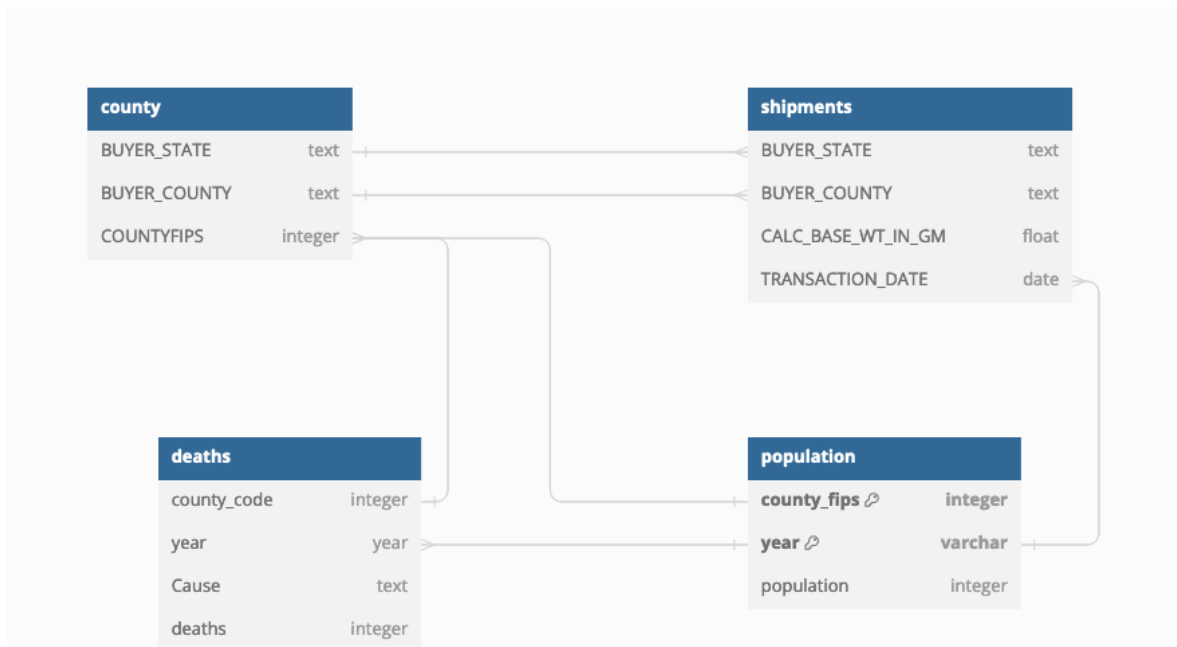 county
BUYER_STATE text
BUYER_COUNTY text
COUNTYFIPS integer
shipments
BUYER_STATE text
BUYER_COUNTY text
CALC_BASE_WT_IN_GM float
TRANSACTION_DATE date
deaths
county_code integer
year year
Cause text
deaths integer
population
county_fips integer
year varchar
population integer